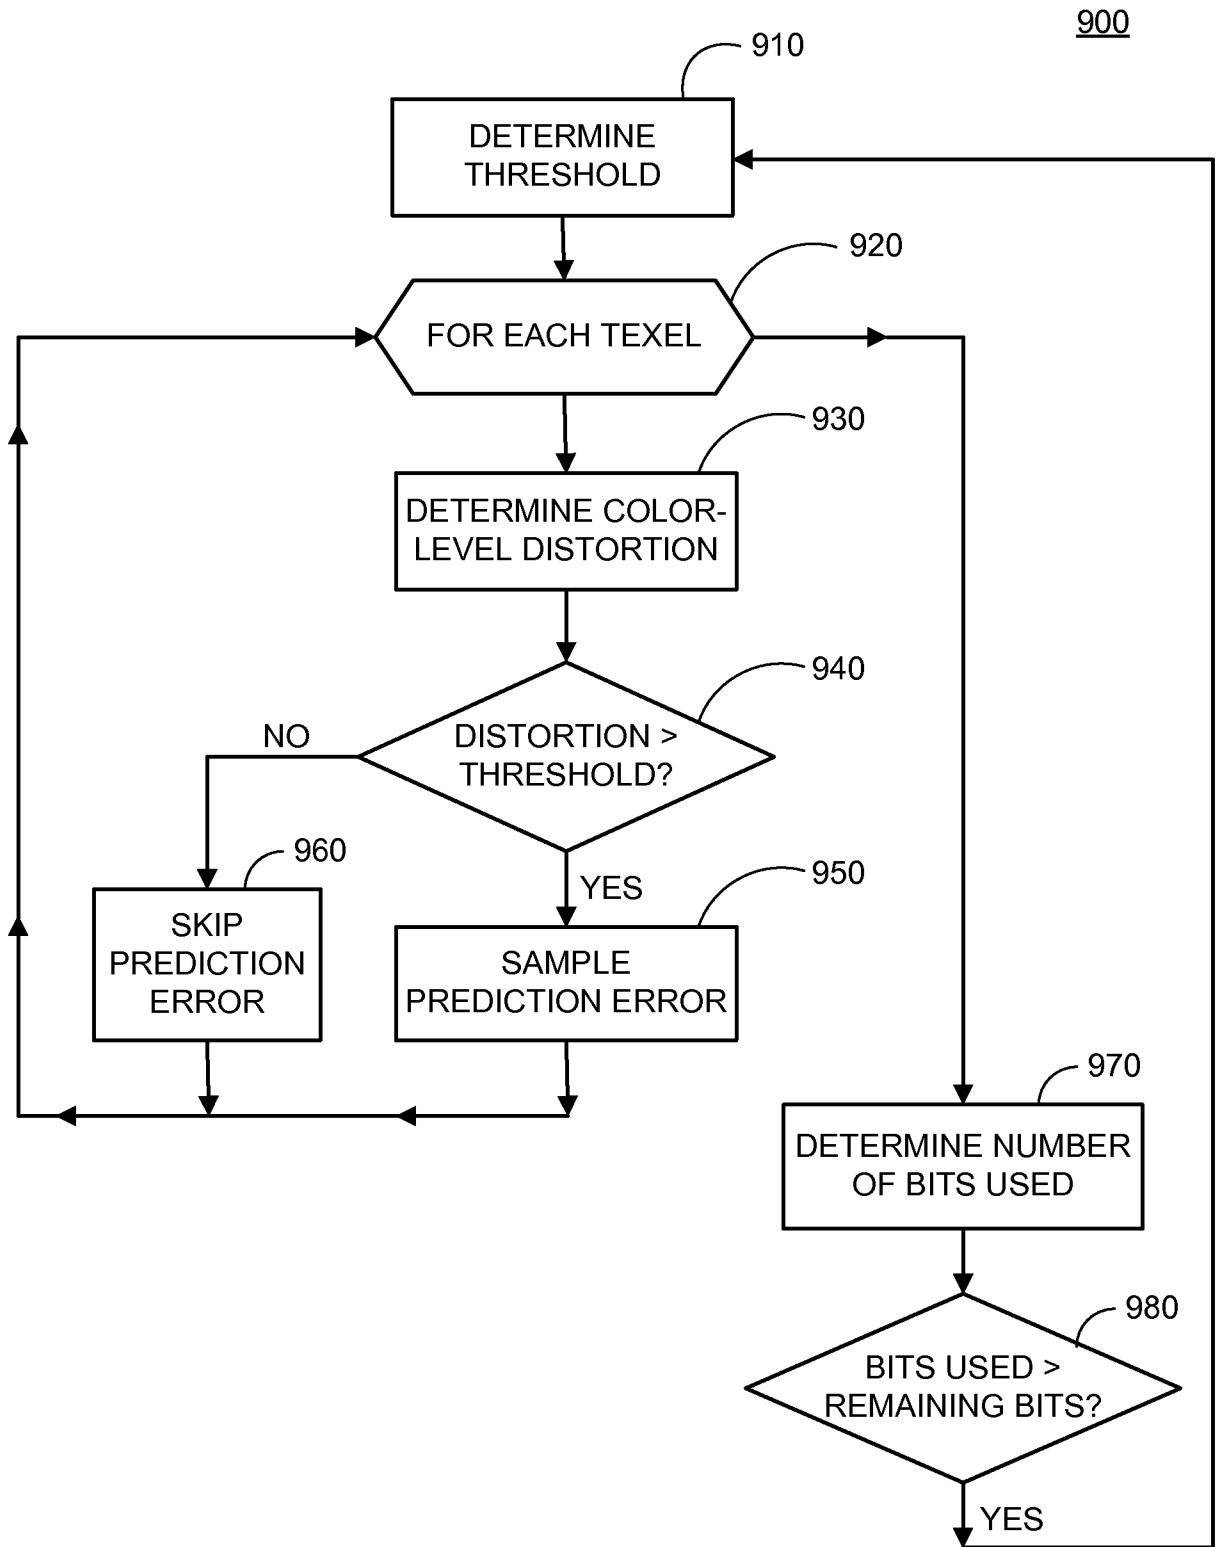 900
910
DETERMINE
THRESHOLD
920
FOR EACH TEXEL
930
DETERMINE COLOR-
LEVEL DISTORTION
940
DISTORTION >
THRESHOLD?
NO
YES
960
SKIP
PREDICTION
ERROR
950
SAMPLE
PREDICTION ERROR
970
DETERMINE NUMBER
OF BITS USED
980
BITS USED >
REMAINING BITS?
YES